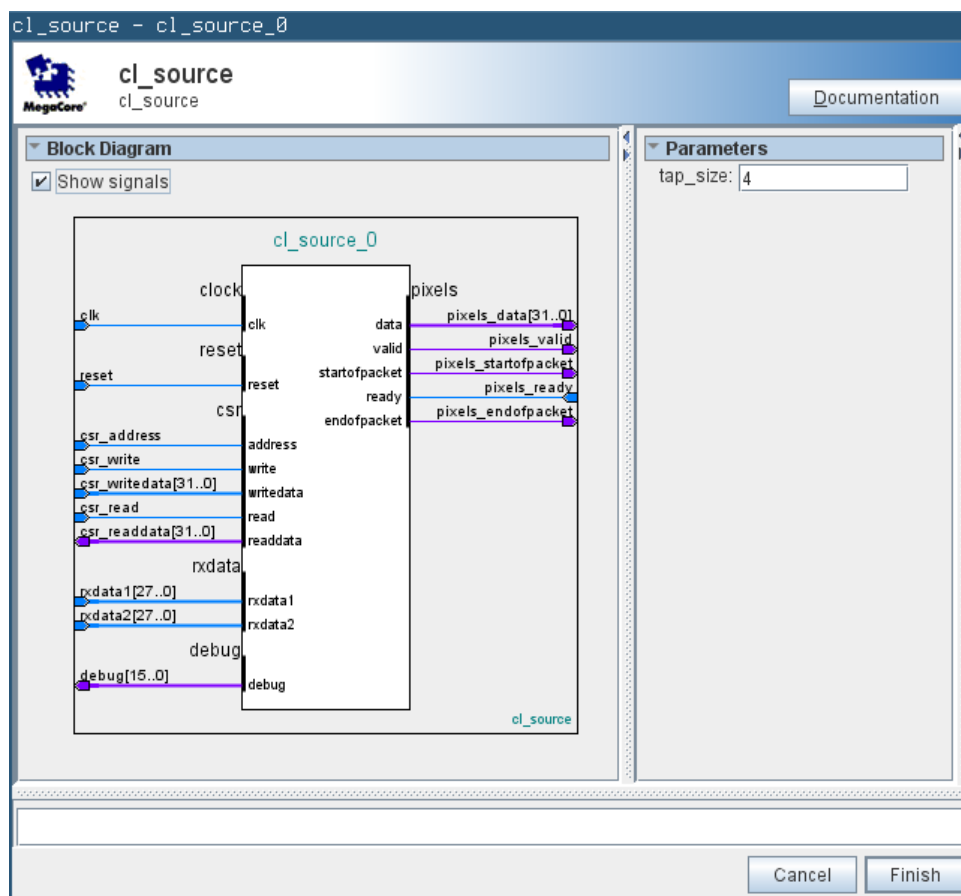 cl_source - cl_source_0
MegaCore®
cl_source
cl_source
Documentation
Block Diagram
Show signals
cl_source_0
clock
clk
clk
reset
reset
reset
csr
csr_address
address
csr_write
write
csr_writedata[31..0]
writedata
csr_read
read
csr_readdata[31..0]
readdata
rxdata
rxdata1[27..0]
rxdata1
rxdata2[27..0]
rxdata2
debug
debug[15..0]
debug
pixels
data
pixels_data[31..0]
valid
pixels_valid
startofpacket
pixels_startofpacket
ready
pixels_ready
endofpacket
pixels_endofpacket
cl_source
Parameters
tap_size: 4
Cancel
Finish